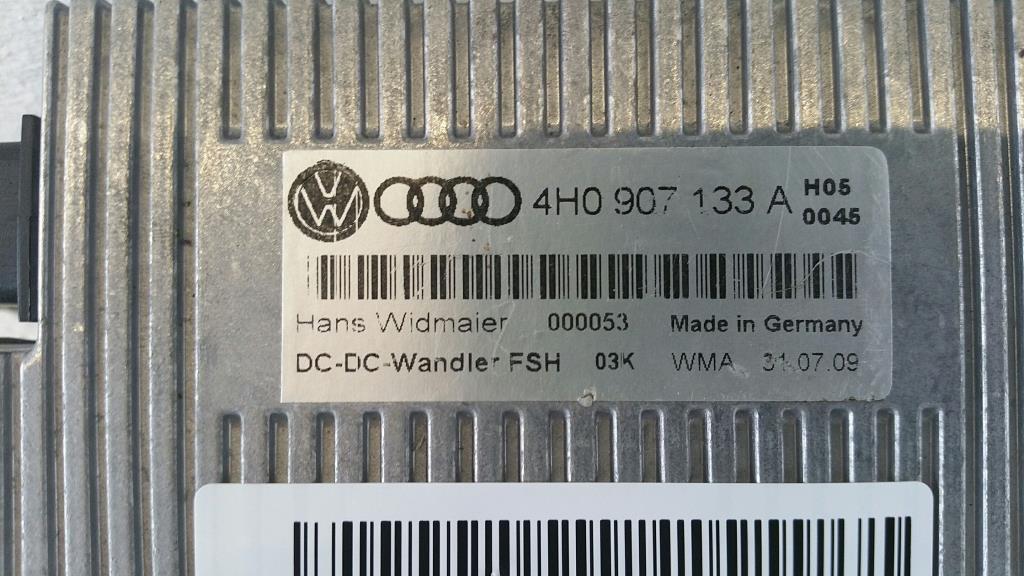 4H0 907 133 A H05
0045
Hans Widmaier 000053 Made in Germany
DC-DC-Wandler FSH 03K WMA 31.07.09